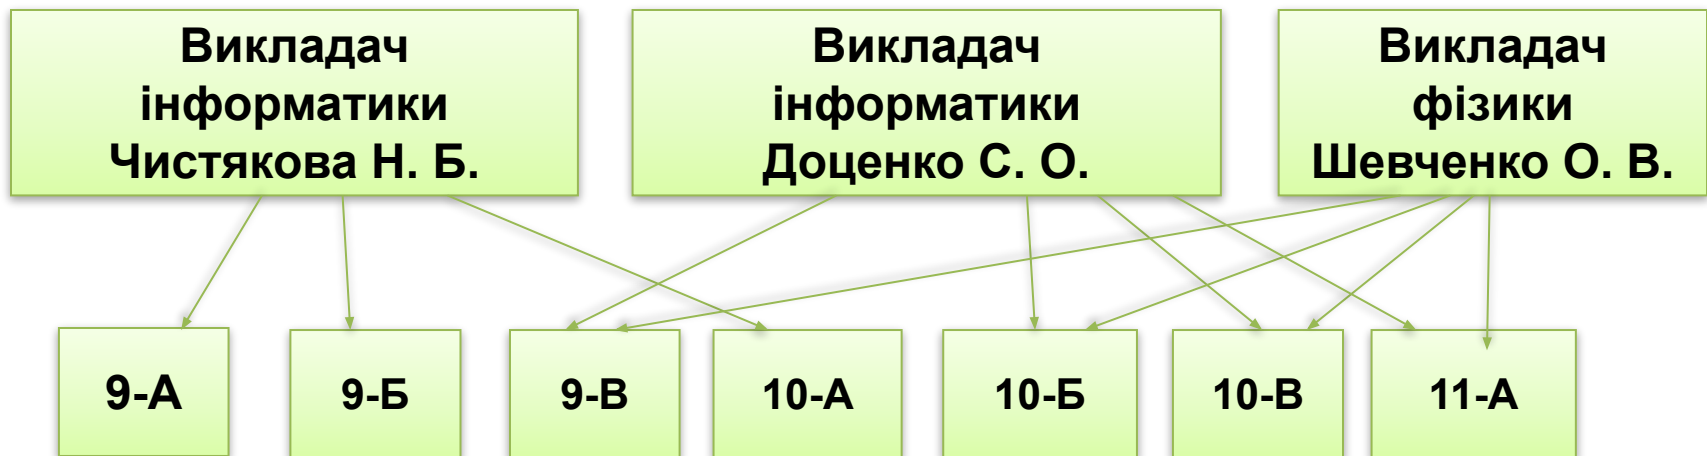 Викладач
інформатики
Чистякова Н. Б.
Викладач
інформатики
Доценко С. О.
Викладач
фізики
Шевченко О. В.
9-А
9-Б
9-В
10-А
10-Б
10-В
11-А